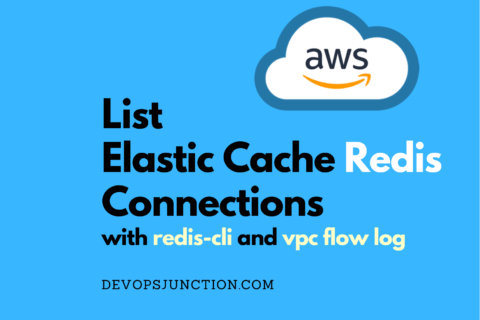 aws
List
Elastic Cache Redis
Connections
with redis-cli and vpc flow log
DEVOPSJUNCTION.COM